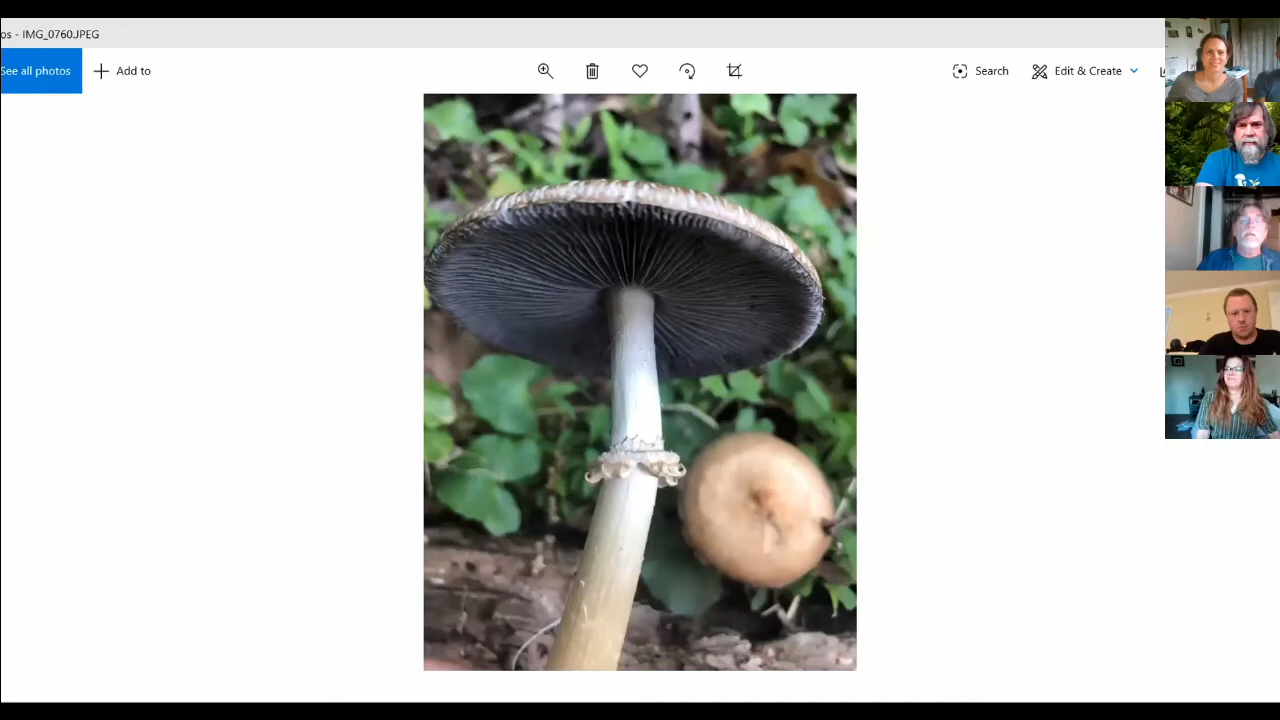 os - IMG_0760.JPEG
See all photos
Add to
Search
Edit & Create